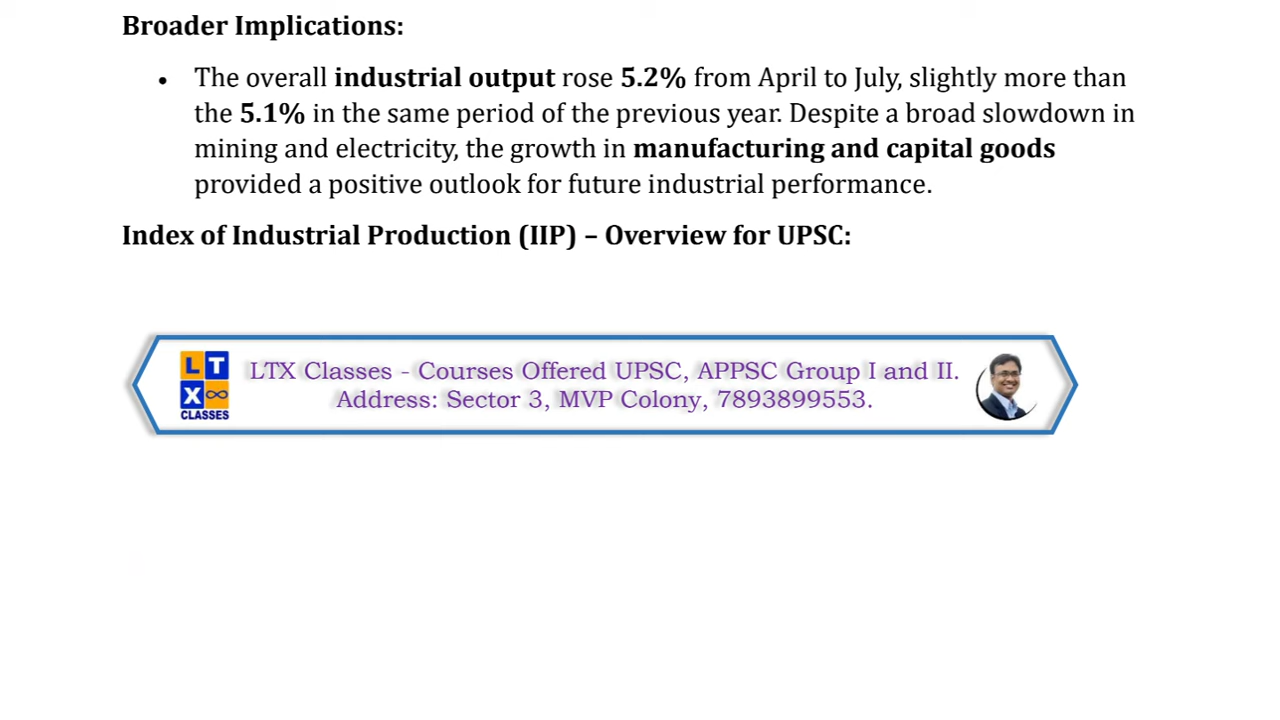 Broader Implications:
• The overall industrial output rose 5.2% from April to July, slightly more than
the 5.1% in the same period of the previous year. Despite a broad slowdown in
mining and electricity, the growth in manufacturing and capital goods
provided a positive outlook for future industrial performance.
Index of Industrial Production (IIP) – Overview for UPSC:
L T
X ∞
CLASSES
LTX Classes - Courses Offered UPSC, APPSC Group I and II.
Address: Sector 3, MVP Colony, 7893899553.